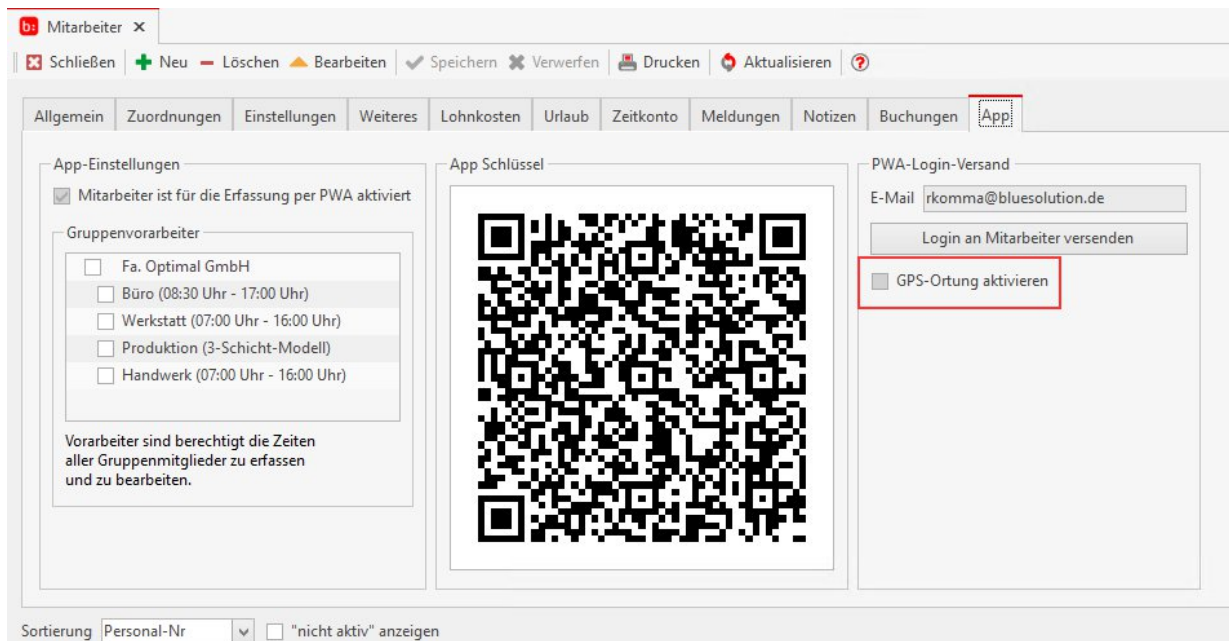 b: Mitarbeiter
Schließen Neu Löschen Bearbeiten Speichern Verwerfen Drucken Aktualisieren ?
Allgemein Zuordnungen Einstellungen Weiteres Lohnkosten Urlaub Zeitkonto Meldungen Notizen Buchungen App
App-Einstellungen
Mitarbeiter ist für die Erfassung per PWA aktiviert
Gruppenvorarbeiter
Fa. Optimal GmbH
Büro (08:30 Uhr - 17:00 Uhr)
Werkstatt (07:00 Uhr - 16:00 Uhr)
Produktion (3-Schicht-Modell)
Handwerk (07:00 Uhr - 16:00 Uhr)
Vorarbeiter sind berechtigt die Zeiten
aller Gruppenmitglieder zu erfassen
und zu bearbeiten.
App Schlüssel
PWA-Login-Versand
E-Mail rkomma@bluesolution.de
Login an Mitarbeiter versenden
GPS-Ortung aktivieren
Sortierung Personal-Nr "nicht aktiv" anzeigen